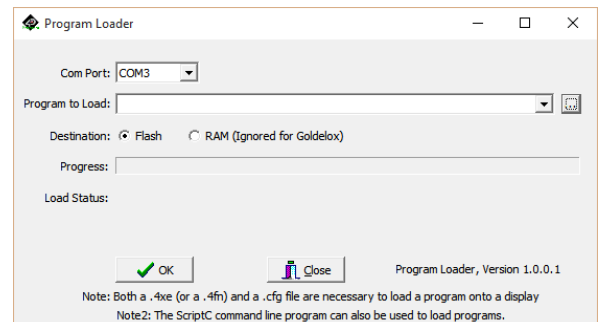 Program Loader
Com Port: COM3
Program to Load:
Destination: Flash RAM (Ignored for Goldelox)
Progress:
Load Status:
OK Close Program Loader, Version 1.0.0.1
Note: Both a .4xe (or a .4fn) and a .cfg file are necessary to load a program onto a display
Note2: The ScriptC command line program can also be used to load programs.